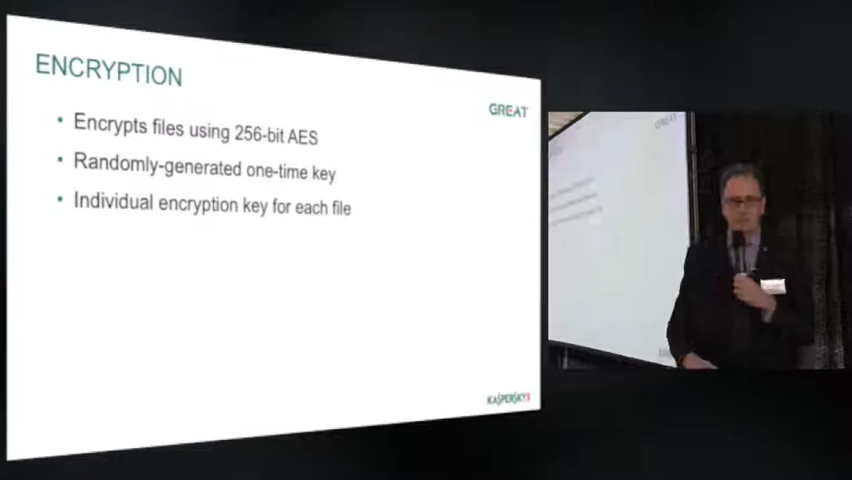 ENCRYPTION
GREAT
• Encrypts files using 256-bit AES
• Randomly-generated one-time key
• Individual encryption key for each file
KASPERSKY